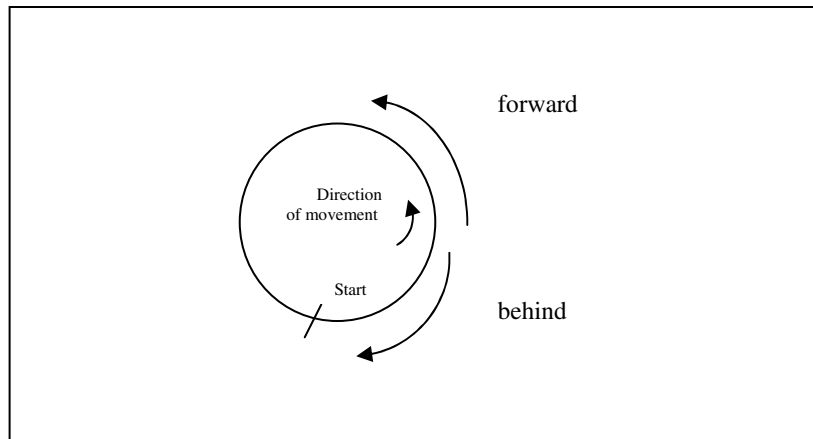 forward
Direction
of movement
Start
behind